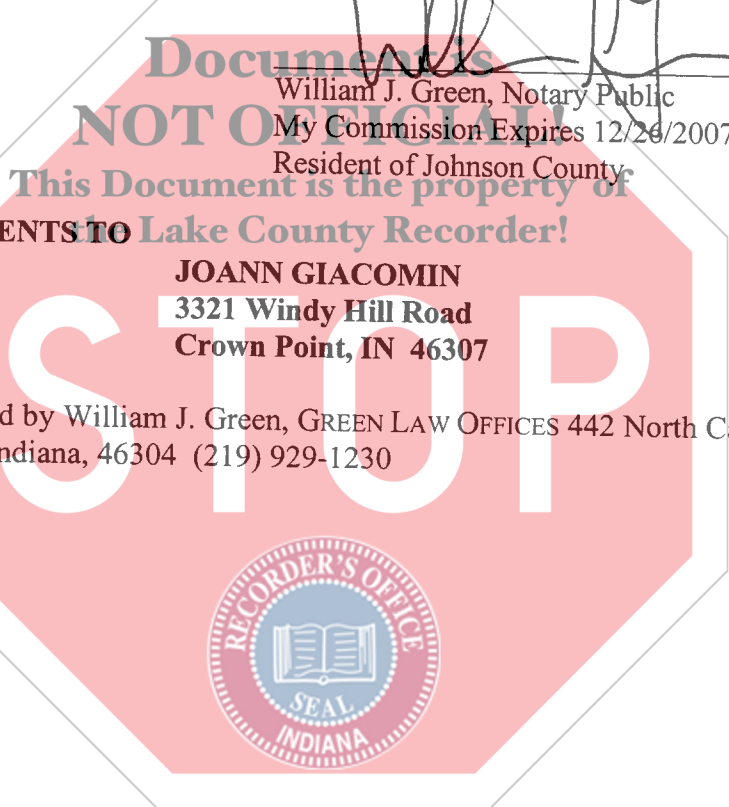 Document is
NOT OFFICIAL!
This Document is the property of
the Lake County Recorder!
William J. Green, Notary Public
My Commission Expires 12/26/2007
Resident of Johnson County
ENTS TO
JOANN GIACOMIN
3321 Windy Hill Road
Crown Point, IN 46307
d by William J. Green, GREEN LAW OFFICES 442 North C
ndiana, 46304 (219) 929-1230
STOP
RECORDER'S OFFICE
SEAL
INDIANA